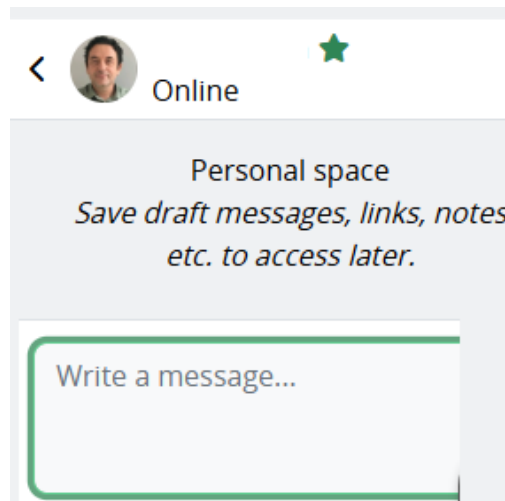 Online
Personal space
Save draft messages, links, notes
etc. to access later.
Write a message...